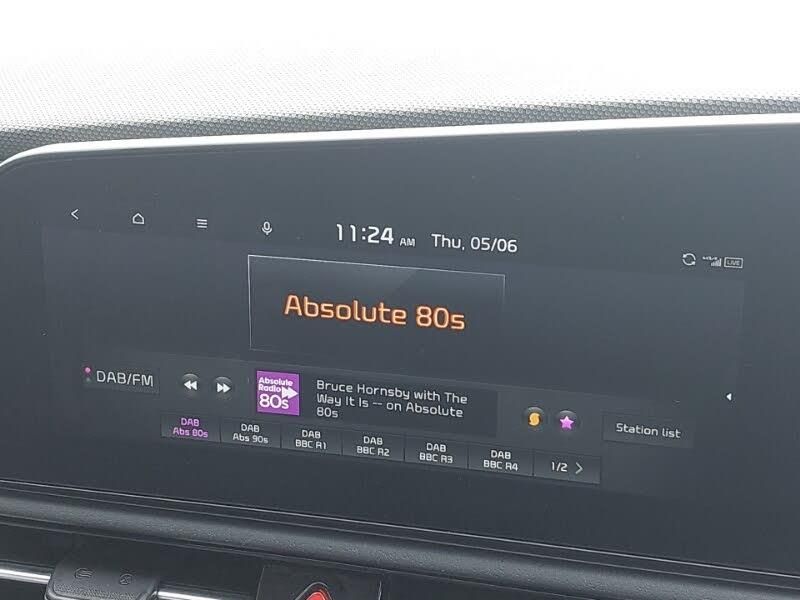 11:24 AM Thu, 05/06
LIVE
Absolute 80s
DAB/FM
Absolute
Radio
80s
Bruce Hornsby with The
Way It Is -- on Absolute
80s
Station list
DAB
Abs 80s
DAB
Abs 90s
DAB
BBC R1
DAB
BBC R2
DAB
BBC R3
DAB
BBC R4
1/2